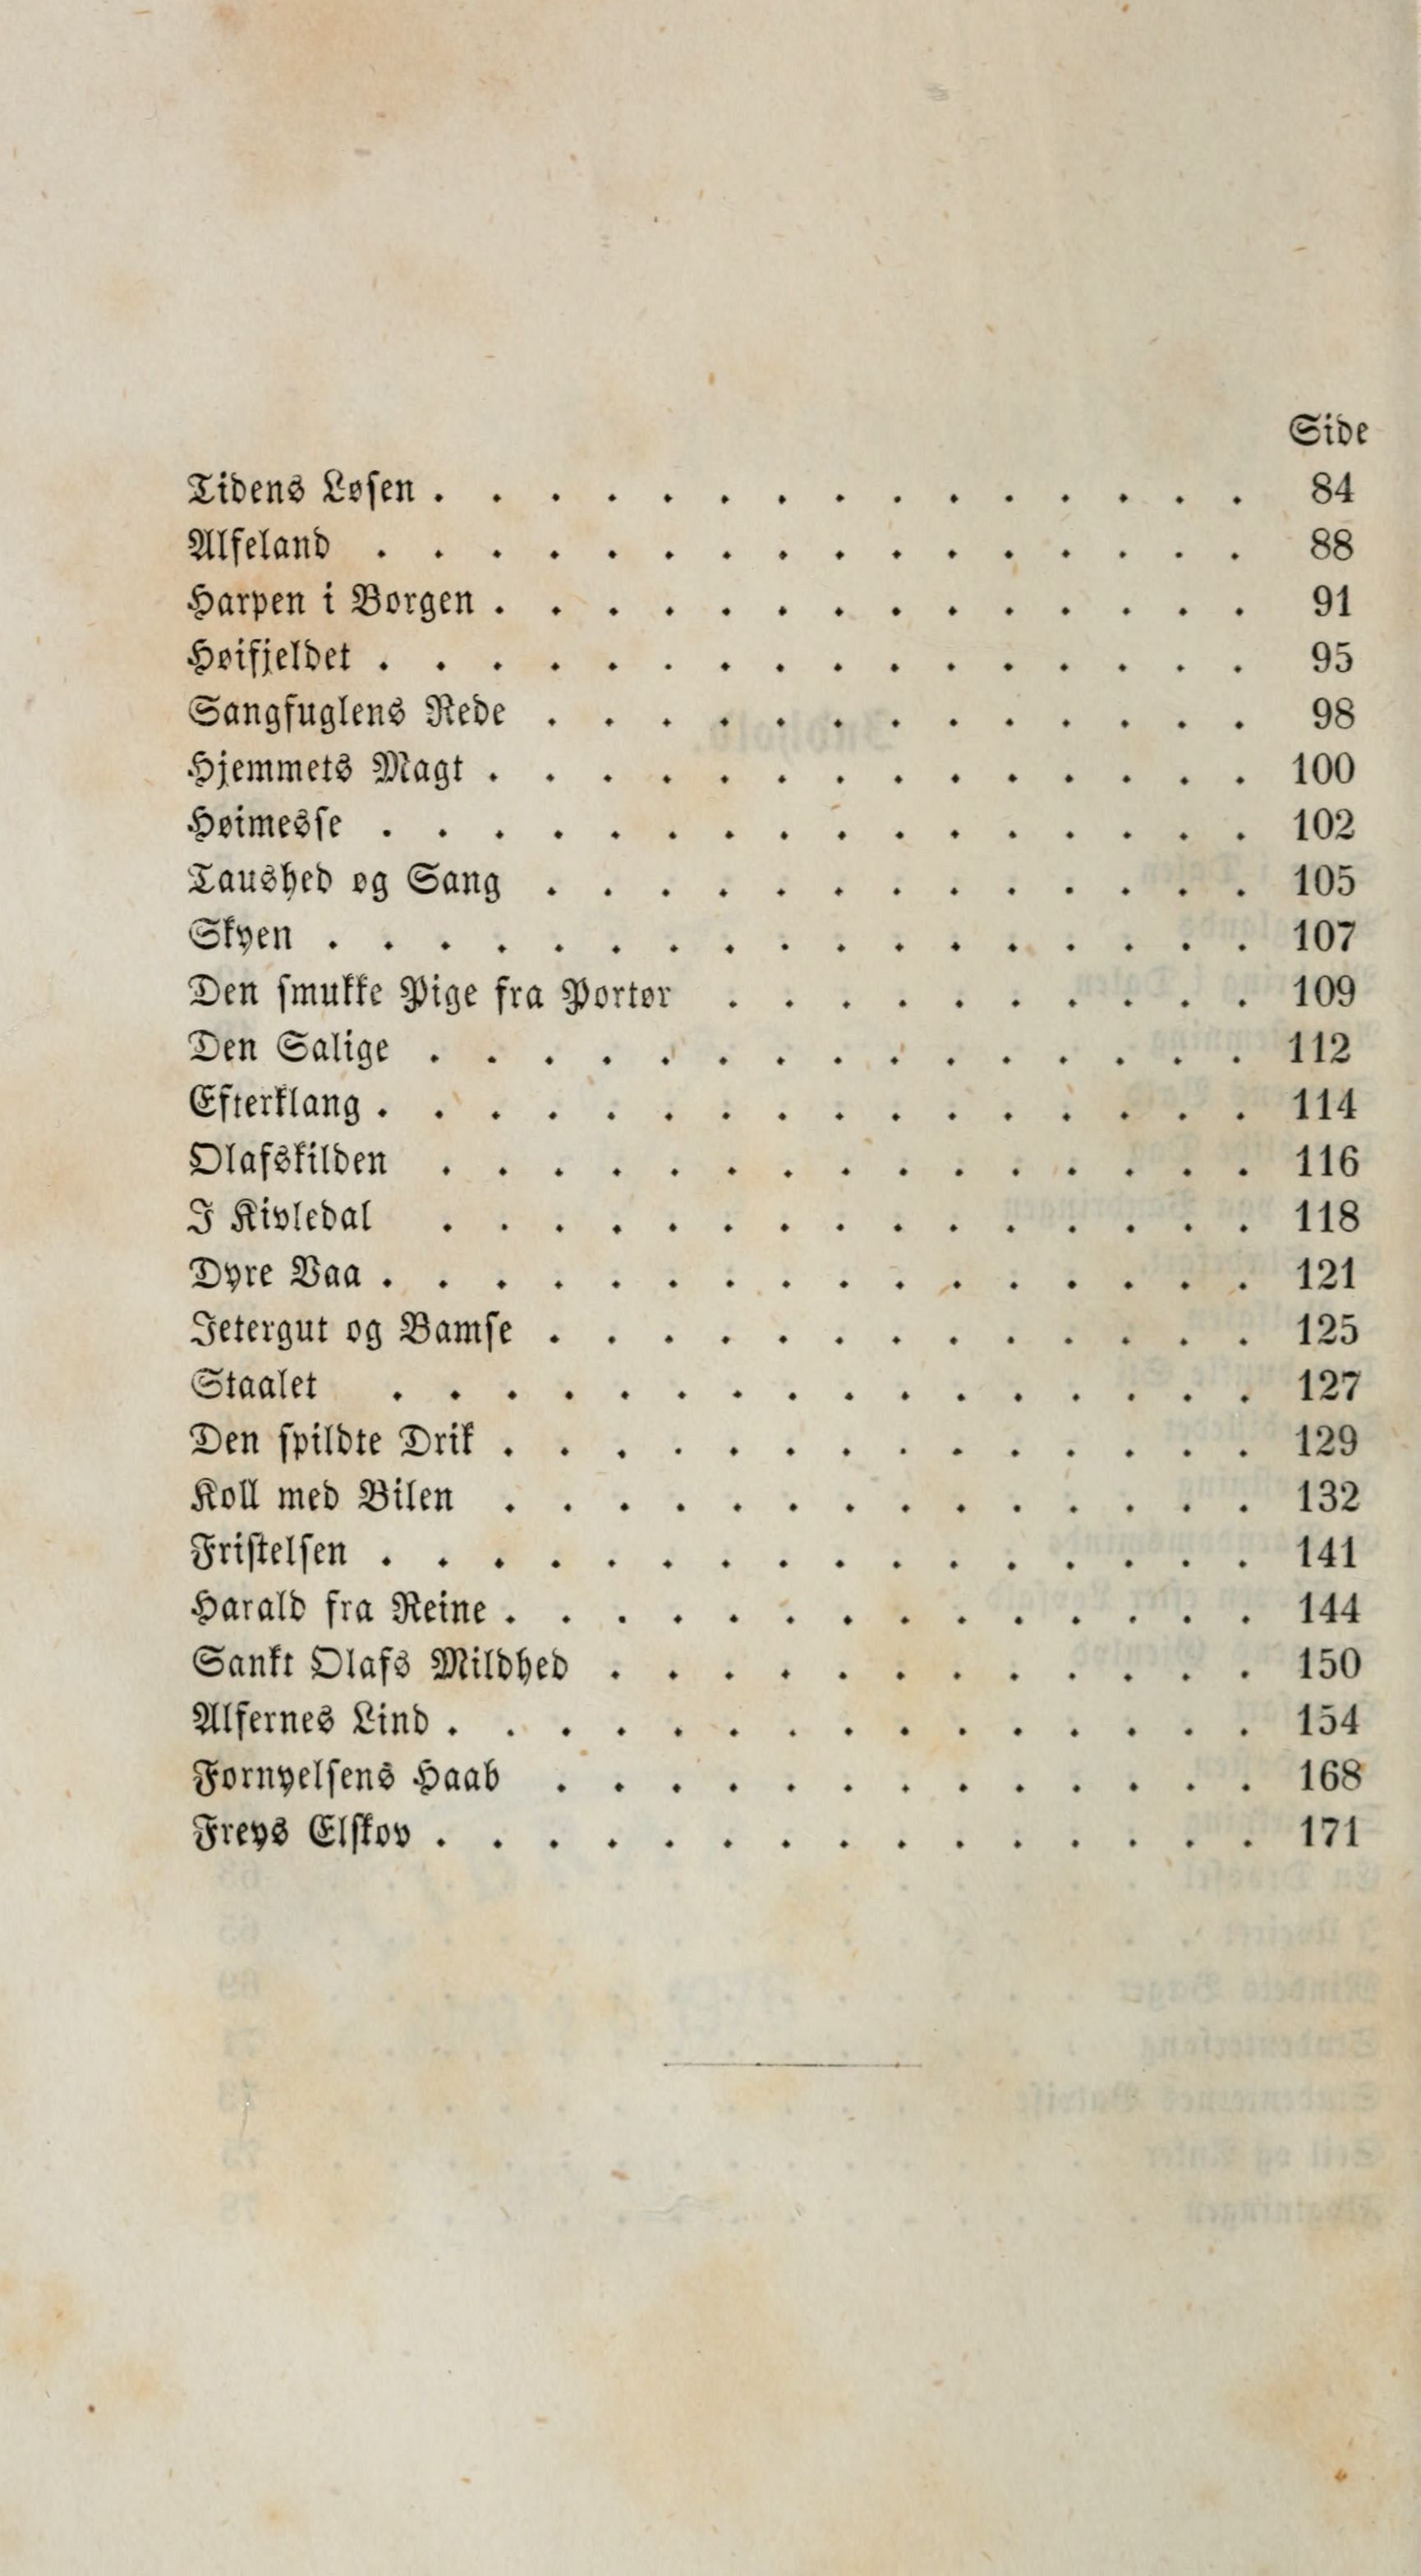 Side
Tidens Løsen . . . . . . . . . . . . . . . 84
Alfeland . . . . . . . . . . . . . . . . 88
Harpen i Borgen . . . . . . . . . . . . . . 91
Høifjeldet . . . . . . . . . . . . . . . . 95
Sangfuglens Rede . . . . . . . . . . . . . 98
Hjemmets Magt . . . . . . . . . . . . . . 100
Høimesse . . . . . . . . . . . . . . . . 102
Taushed og Sang . . . . . . . . . . . . . 105
Skyen . . . . . . . . . . . . . . . . . 107
Den smukke Pige fra Portør . . . . . . . . . . 109
Den Salige . . . . . . . . . . . . . . . 112
Efterklang . . . . . . . . . . . . . . . . 114
Olafskilden . . . . . . . . . . . . . . . 116
I Kivledal . . . . . . . . . . . . . . . 118
Dyre Vaa . . . . . . . . . . . . . . . . 121
Jetergut og Bamse . . . . . . . . . . . . . 125
Staalet . . . . . . . . . . . . . . . . 127
Den spildte Drik . . . . . . . . . . . . . . 129
Koll med Bilen . . . . . . . . . . . . . . 132
Fristelsen . . . . . . . . . . . . . . . . 141
Harald fra Reine . . . . . . . . . . . . . . 144
Sankt Olafs Mildhed . . . . . . . . . . . . 150
Alfernes Lind . . . . . . . . . . . . . . . 154
Fornyelsens Haab . . . . . . . . . . . . . 168
Freys Elskov . . . . . . . . . . . . . . . 171